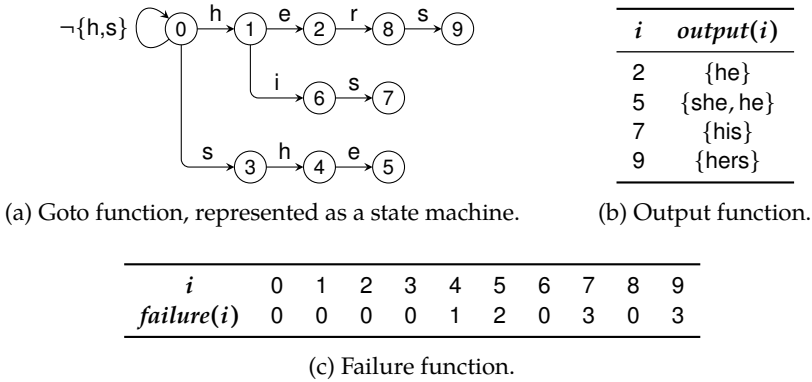 ¬{h,s} 0 h 1 e 2 r 8 s 9
i 6 s 7
s 3 h 4 e 5
(a) Goto function, represented as a state machine.
i output(i)
2 {he}
5 {she, he}
7 {his}
9 {hers}
(b) Output function.
i 0 1 2 3 4 5 6 7 8 9
failure(i) 0 0 0 0 1 2 0 3 0 3
(c) Failure function.